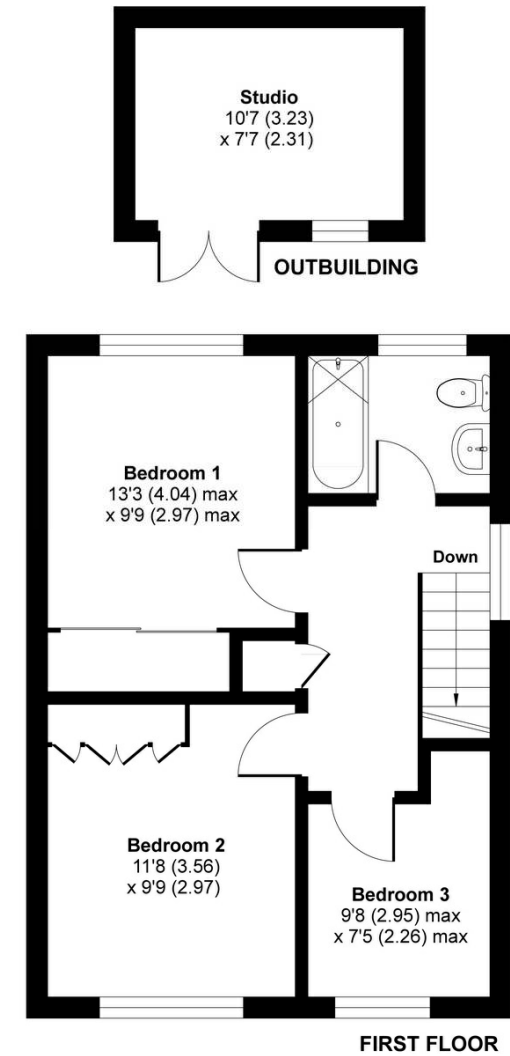 Studio
10'7 (3.23)
x 7'7 (2.31)
OUTBUILDING
Bedroom 1
13'3 (4.04) max
x 9'9 (2.97) max
Down
Bedroom 2
11'8 (3.56)
x 9'9 (2.97)
Bedroom 3
9'8 (2.95) max
x 7'5 (2.26) max
FIRST FLOOR